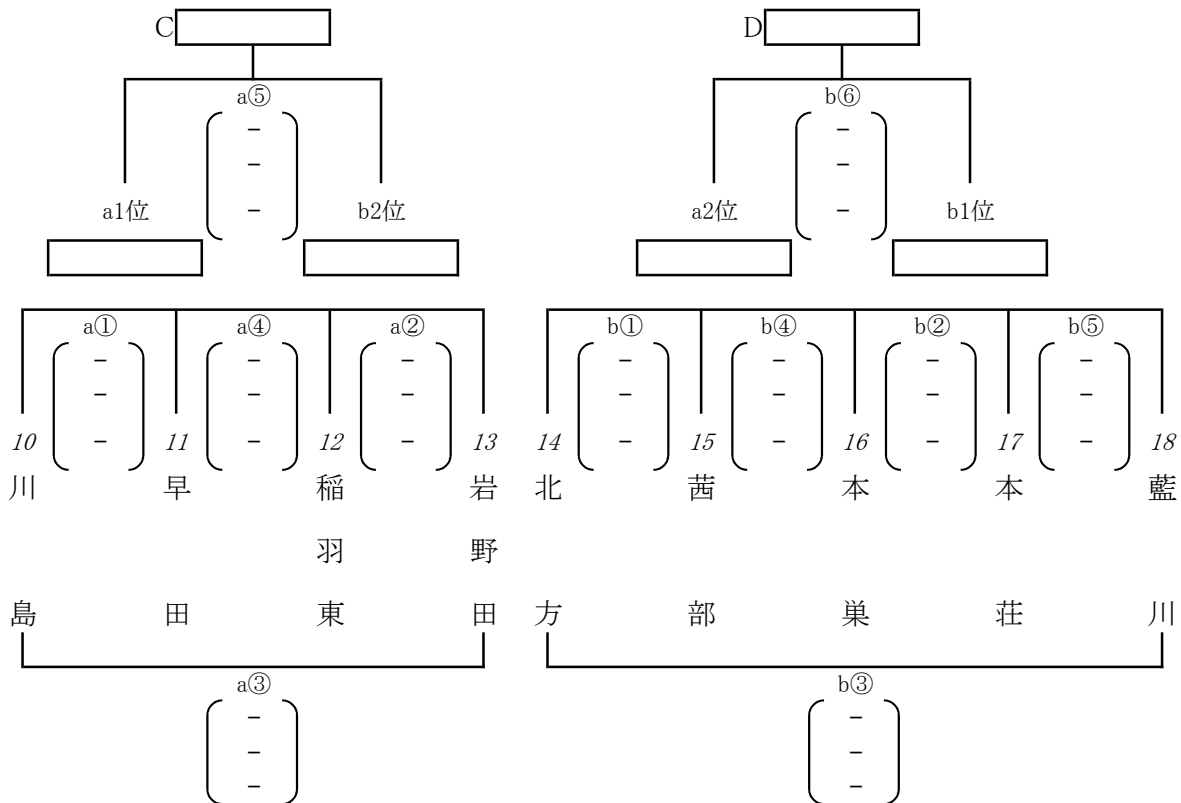 C D
a⑤ b⑥
- -
- -
- -
a1位 b2位 a2位 b1位
a① a④ a② b① b④ b② b⑤
- - - - - - -
- - - - - - -
- - - - - - -
10 11 12 13 14 15 16 17 18
川島
早田
稲羽東
岩野田
北方
茜部
本巣
本荘
藍川
a③ b③
- -
- -
- -